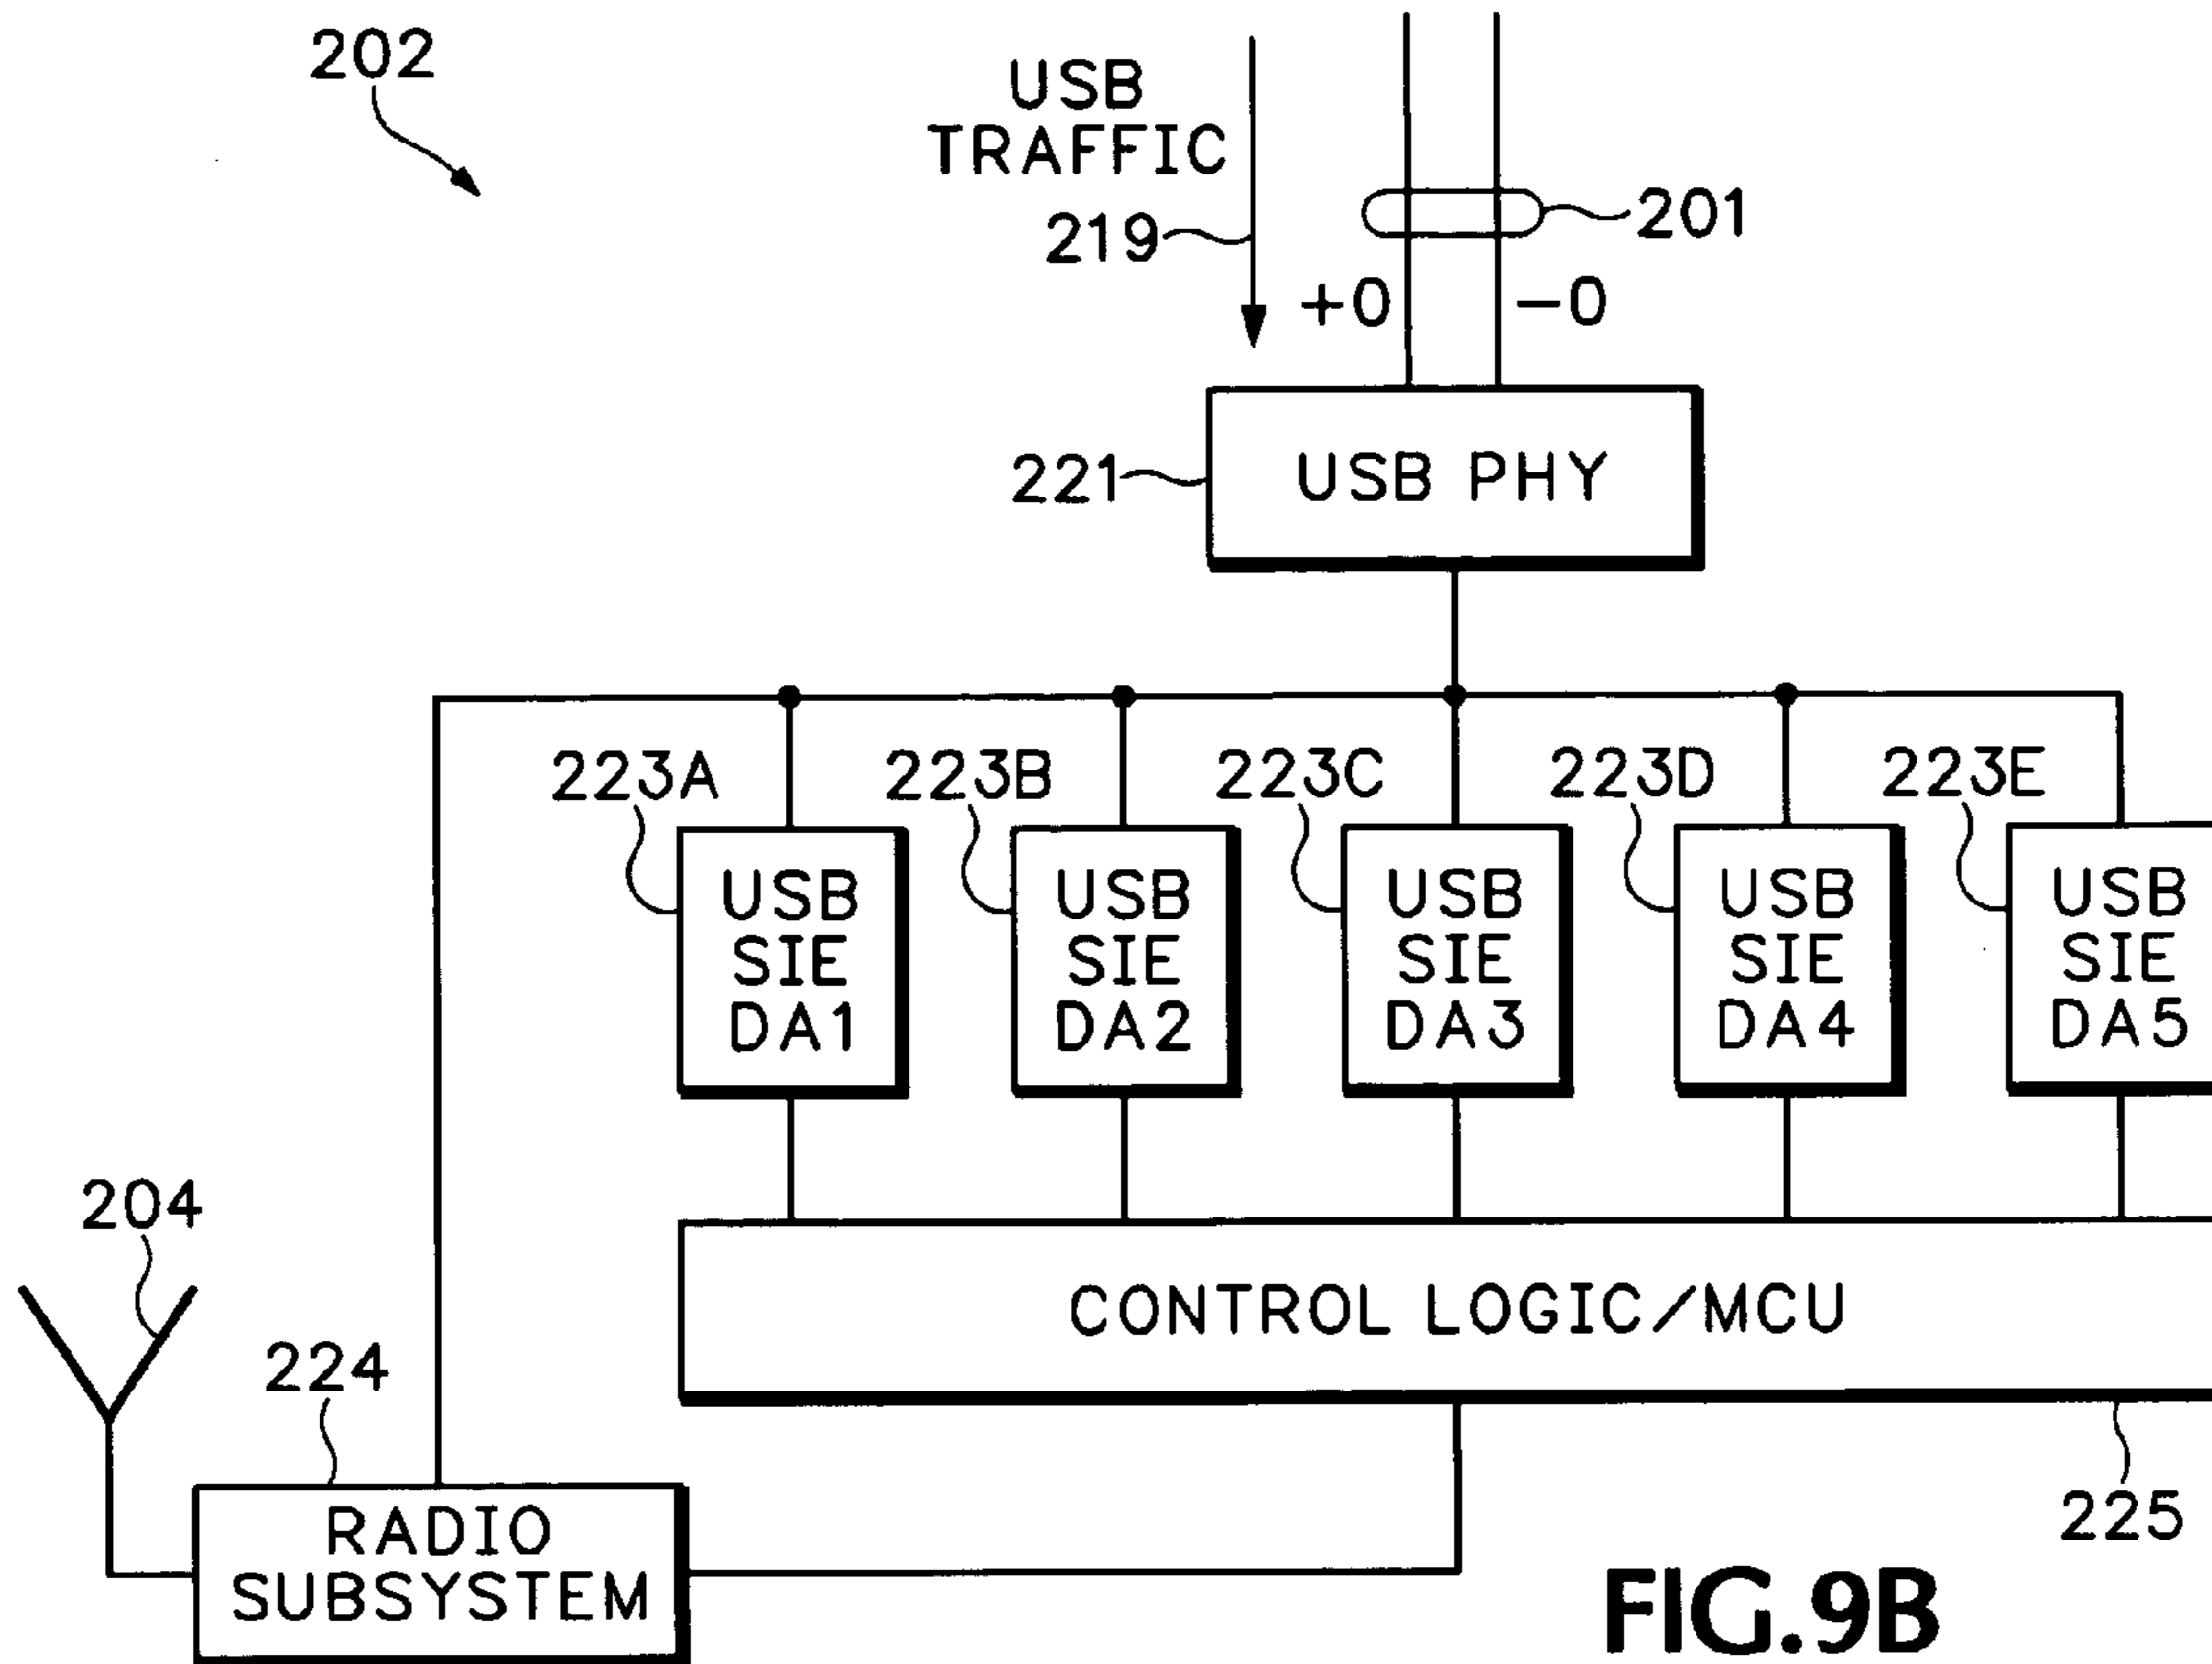 202
USB
TRAFFIC
219
201
+0
-0
221
USB PHY
223A
223B
223C
223D
223E
USB
SIE
DA1
USB
SIE
DA2
USB
SIE
DA3
USB
SIE
DA4
USB
SIE
DA5
204
CONTROL LOGIC/MCU
224
225
RADIO
SUBSYSTEM
FIG.9B